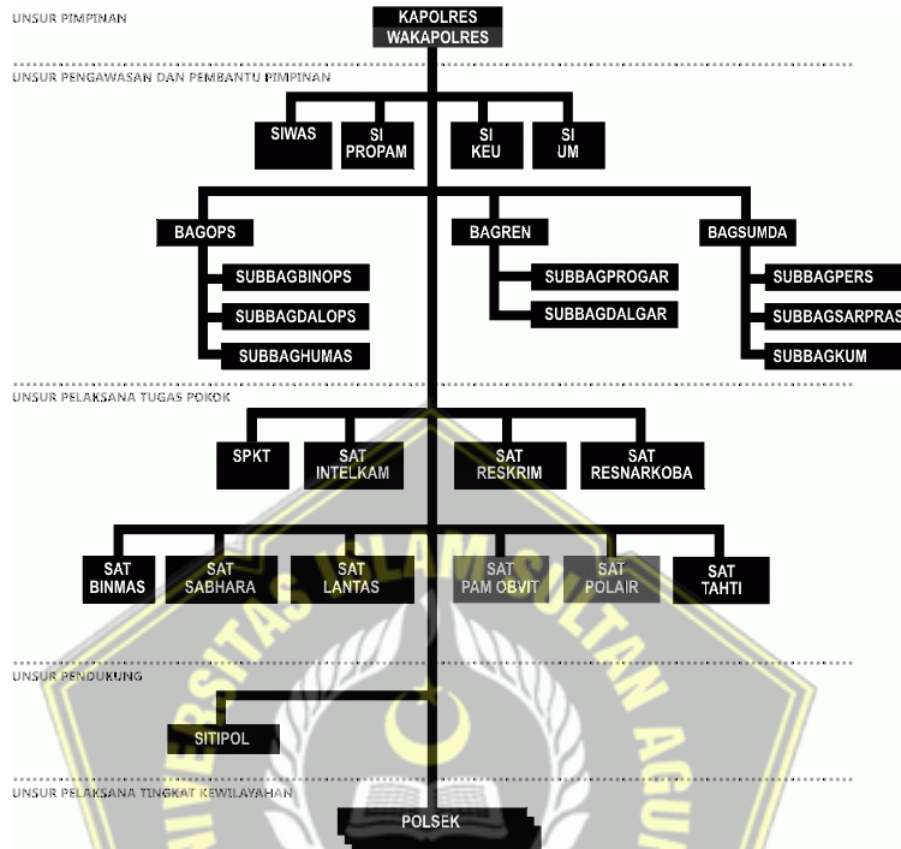 UNSUR PIMPINAN
KAPOLRES
WAKAPOLRES
UNSUR PENGAWASAN DAN PEMBANTU PIMPINAN
SIWAS
SI
PROPAM
SI
KEU
SI
UM
BAGOPS
BAGREN
BAGSUMDA
SUBBAGBINOPS
SUBBAGPROGAR
SUBBAGPERS
SUBBAGDALOPS
SUBBAGDALGAR
SUBBAGSARPRAS
SUBBAGHUMAS
SUBBAGKUM
UNSUR PELAKSANA TUGAS POKOK
SPKT
SAT
INTELKAM
SAT
RESKRIM
SAT
RESNARKOBA
SAT
BINMAS
SAT
SABHARA
SAT
LANTAS
SAT
PAM OBVIT
SAT
POLAIR
SAT
TAHTI
UNSUR PENDUKUNG
SITIPOL
UNSUR PELAKSANA TINGKAT KEWILAYAHAN
POLSEK
ISLAM SULTAN